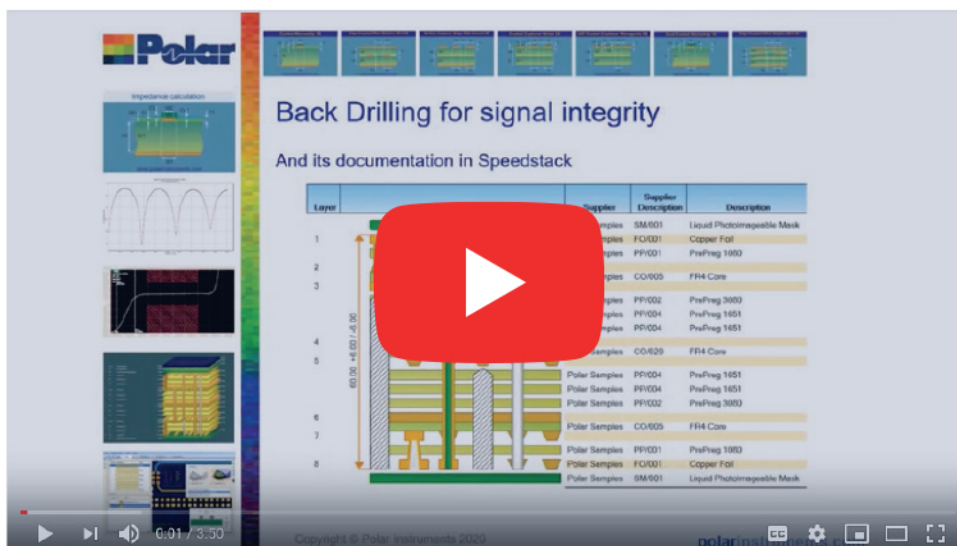 Polar
Impedance calculation
Back Drilling for signal integrity
And its documentation in Speedstack
Layer Supplier Supplier Description Description
SM/001 Liquid Photoimageable Mask
1 FO/001 Copper Foil
PP/001 PrePreg 1080
2
CO/005 FR4 Core
3
PP/002 PrePreg 3080
PP/004 PrePreg 1651
PP/004 PrePreg 1651
4
Samples CO/029 FR4 Core
5
Polar Samples PP/004 PrePreg 1651
Polar Samples PP/004 PrePreg 1651
Polar Samples PP/002 PrePreg 3080
6
Polar Samples CO/005 FR4 Core
7
Polar Samples PP/001 PrePreg 1080
8 Polar Samples FO/001 Copper Foil
Polar Samples SM/001 Liquid Photoimageable Mask
60.00 +6.00 / -6.00
0:01 / 3:50
CC
Copyright © Polar Instruments 2020
polarinstruments.com